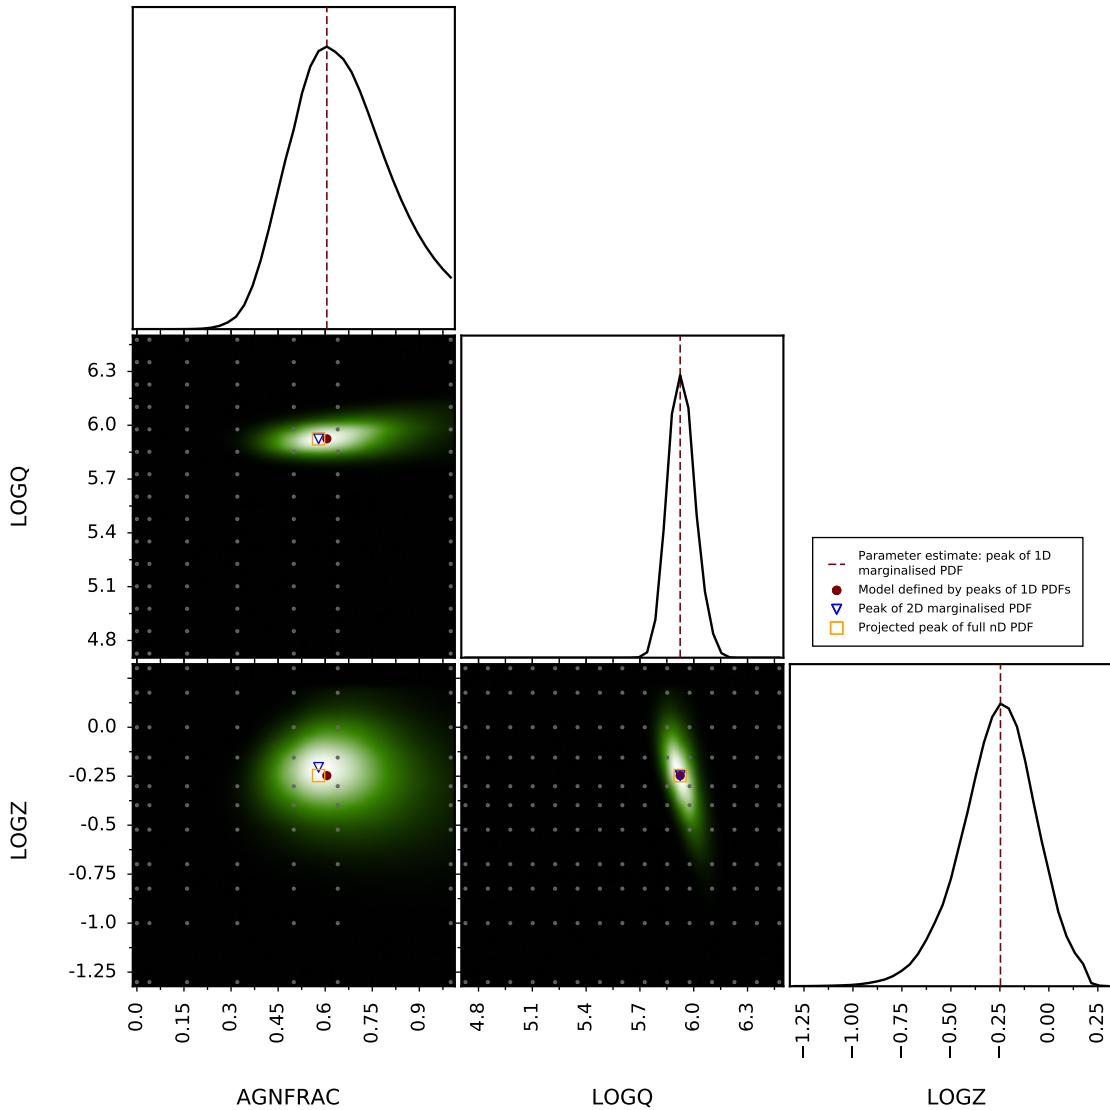 6.3
6.0
5.7
5.4
5.1
4.8
LOGQ
Parameter estimate: peak of 1D
marginalised PDF
Model defined by peaks of 1D PDFs
Peak of 2D marginalised PDF
Projected peak of full nD PDF
0.0
-0.25
-0.5
-0.75
-1.0
-1.25
LOGZ
0.0 0.15 0.3 0.45 0.6 0.75 0.9
4.8 5.1 5.4 5.7 6.0 6.3
−1.25 −1.00 −0.75 −0.50 −0.25 0.00 0.25
AGNFRAC LOGQ LOGZ